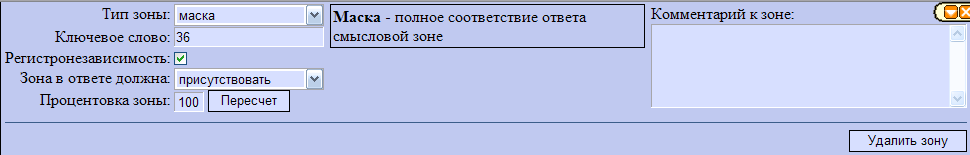 Тип зоны: маска
Маска - полное соответствие ответа смысловой зоне
Комментарий к зоне:
Ключевое слово: 36
Регистронезависимость:
Зона в ответе должна: присутствовать
Процентовка зоны: 100 Пересчет
Удалить зону